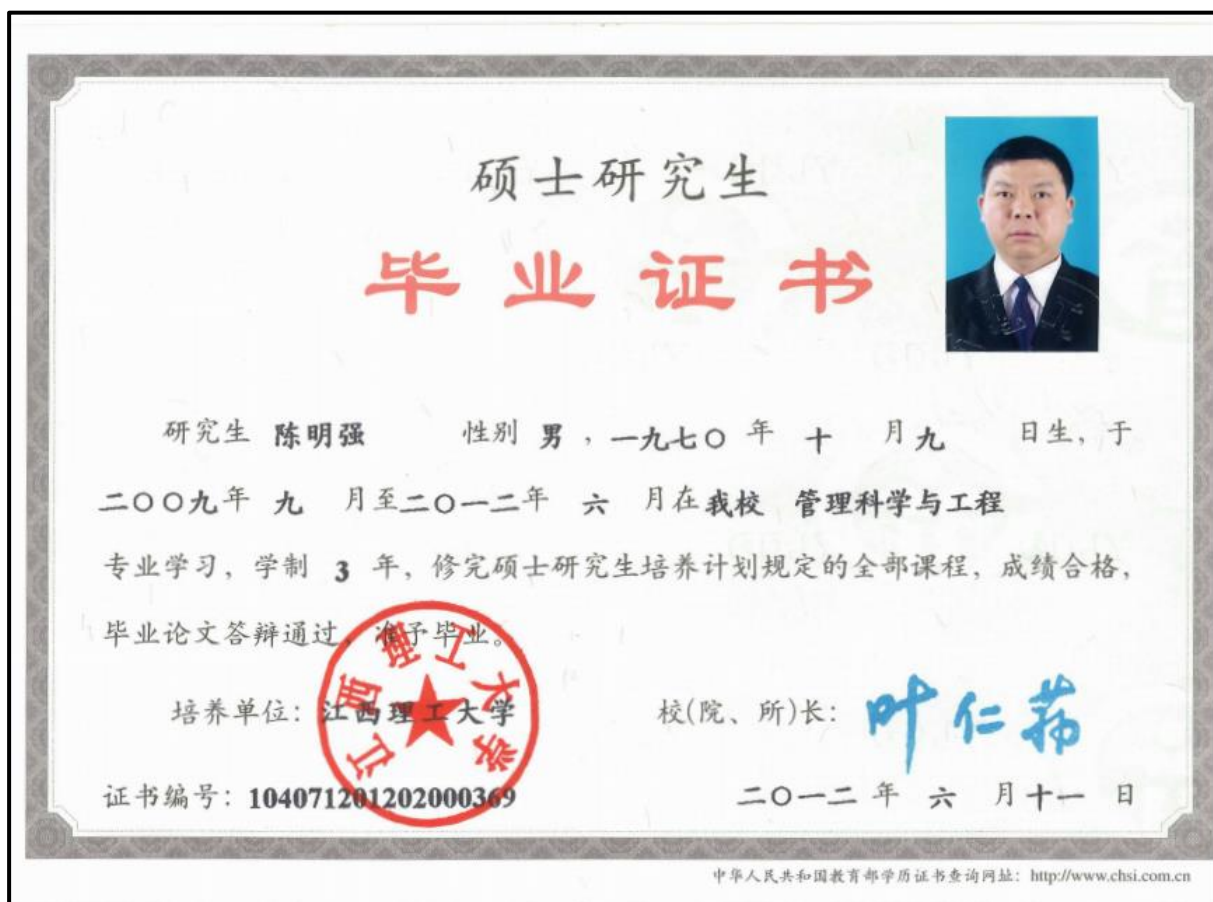 硕士研究生
毕业证书
研究生 陈明强 性别 男,一九七〇 年 十 月 九 日生,于
二〇〇九年 九 月至二〇一二年 六 月在我校 管理科学与工程
专业学习,学制 3 年,修完硕士研究生培养计划规定的全部课程,成绩合格,
毕业论文答辩通过,准予毕业。
江西理工大学
培养单位:江西理工大学 校(院、所)长:叶仁荪
证书编号:104071201202000369 二〇一二 年 六 月十一 日
中华人民共和国教育部学历证书查询网址:http://www.chsi.com.cn